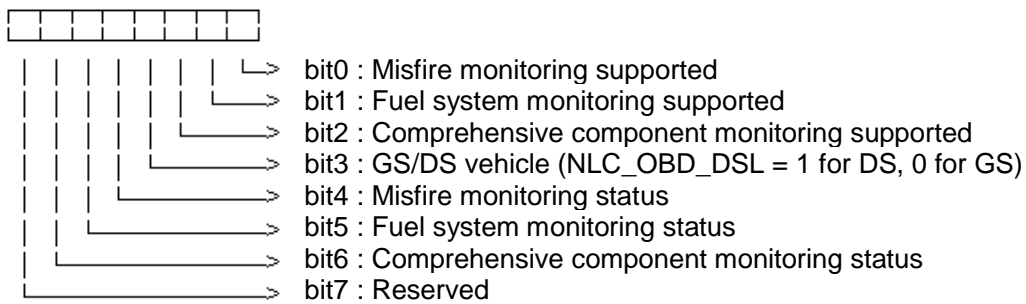 bit0 : Misfire monitoring supported
bit1 : Fuel system monitoring supported
bit2 : Comprehensive component monitoring supported
bit3 : GS/DS vehicle (NLC_OBD_DSL = 1 for DS, 0 for GS)
bit4 : Misfire monitoring status
bit5 : Fuel system monitoring status
bit6 : Comprehensive component monitoring status
bit7 : Reserved